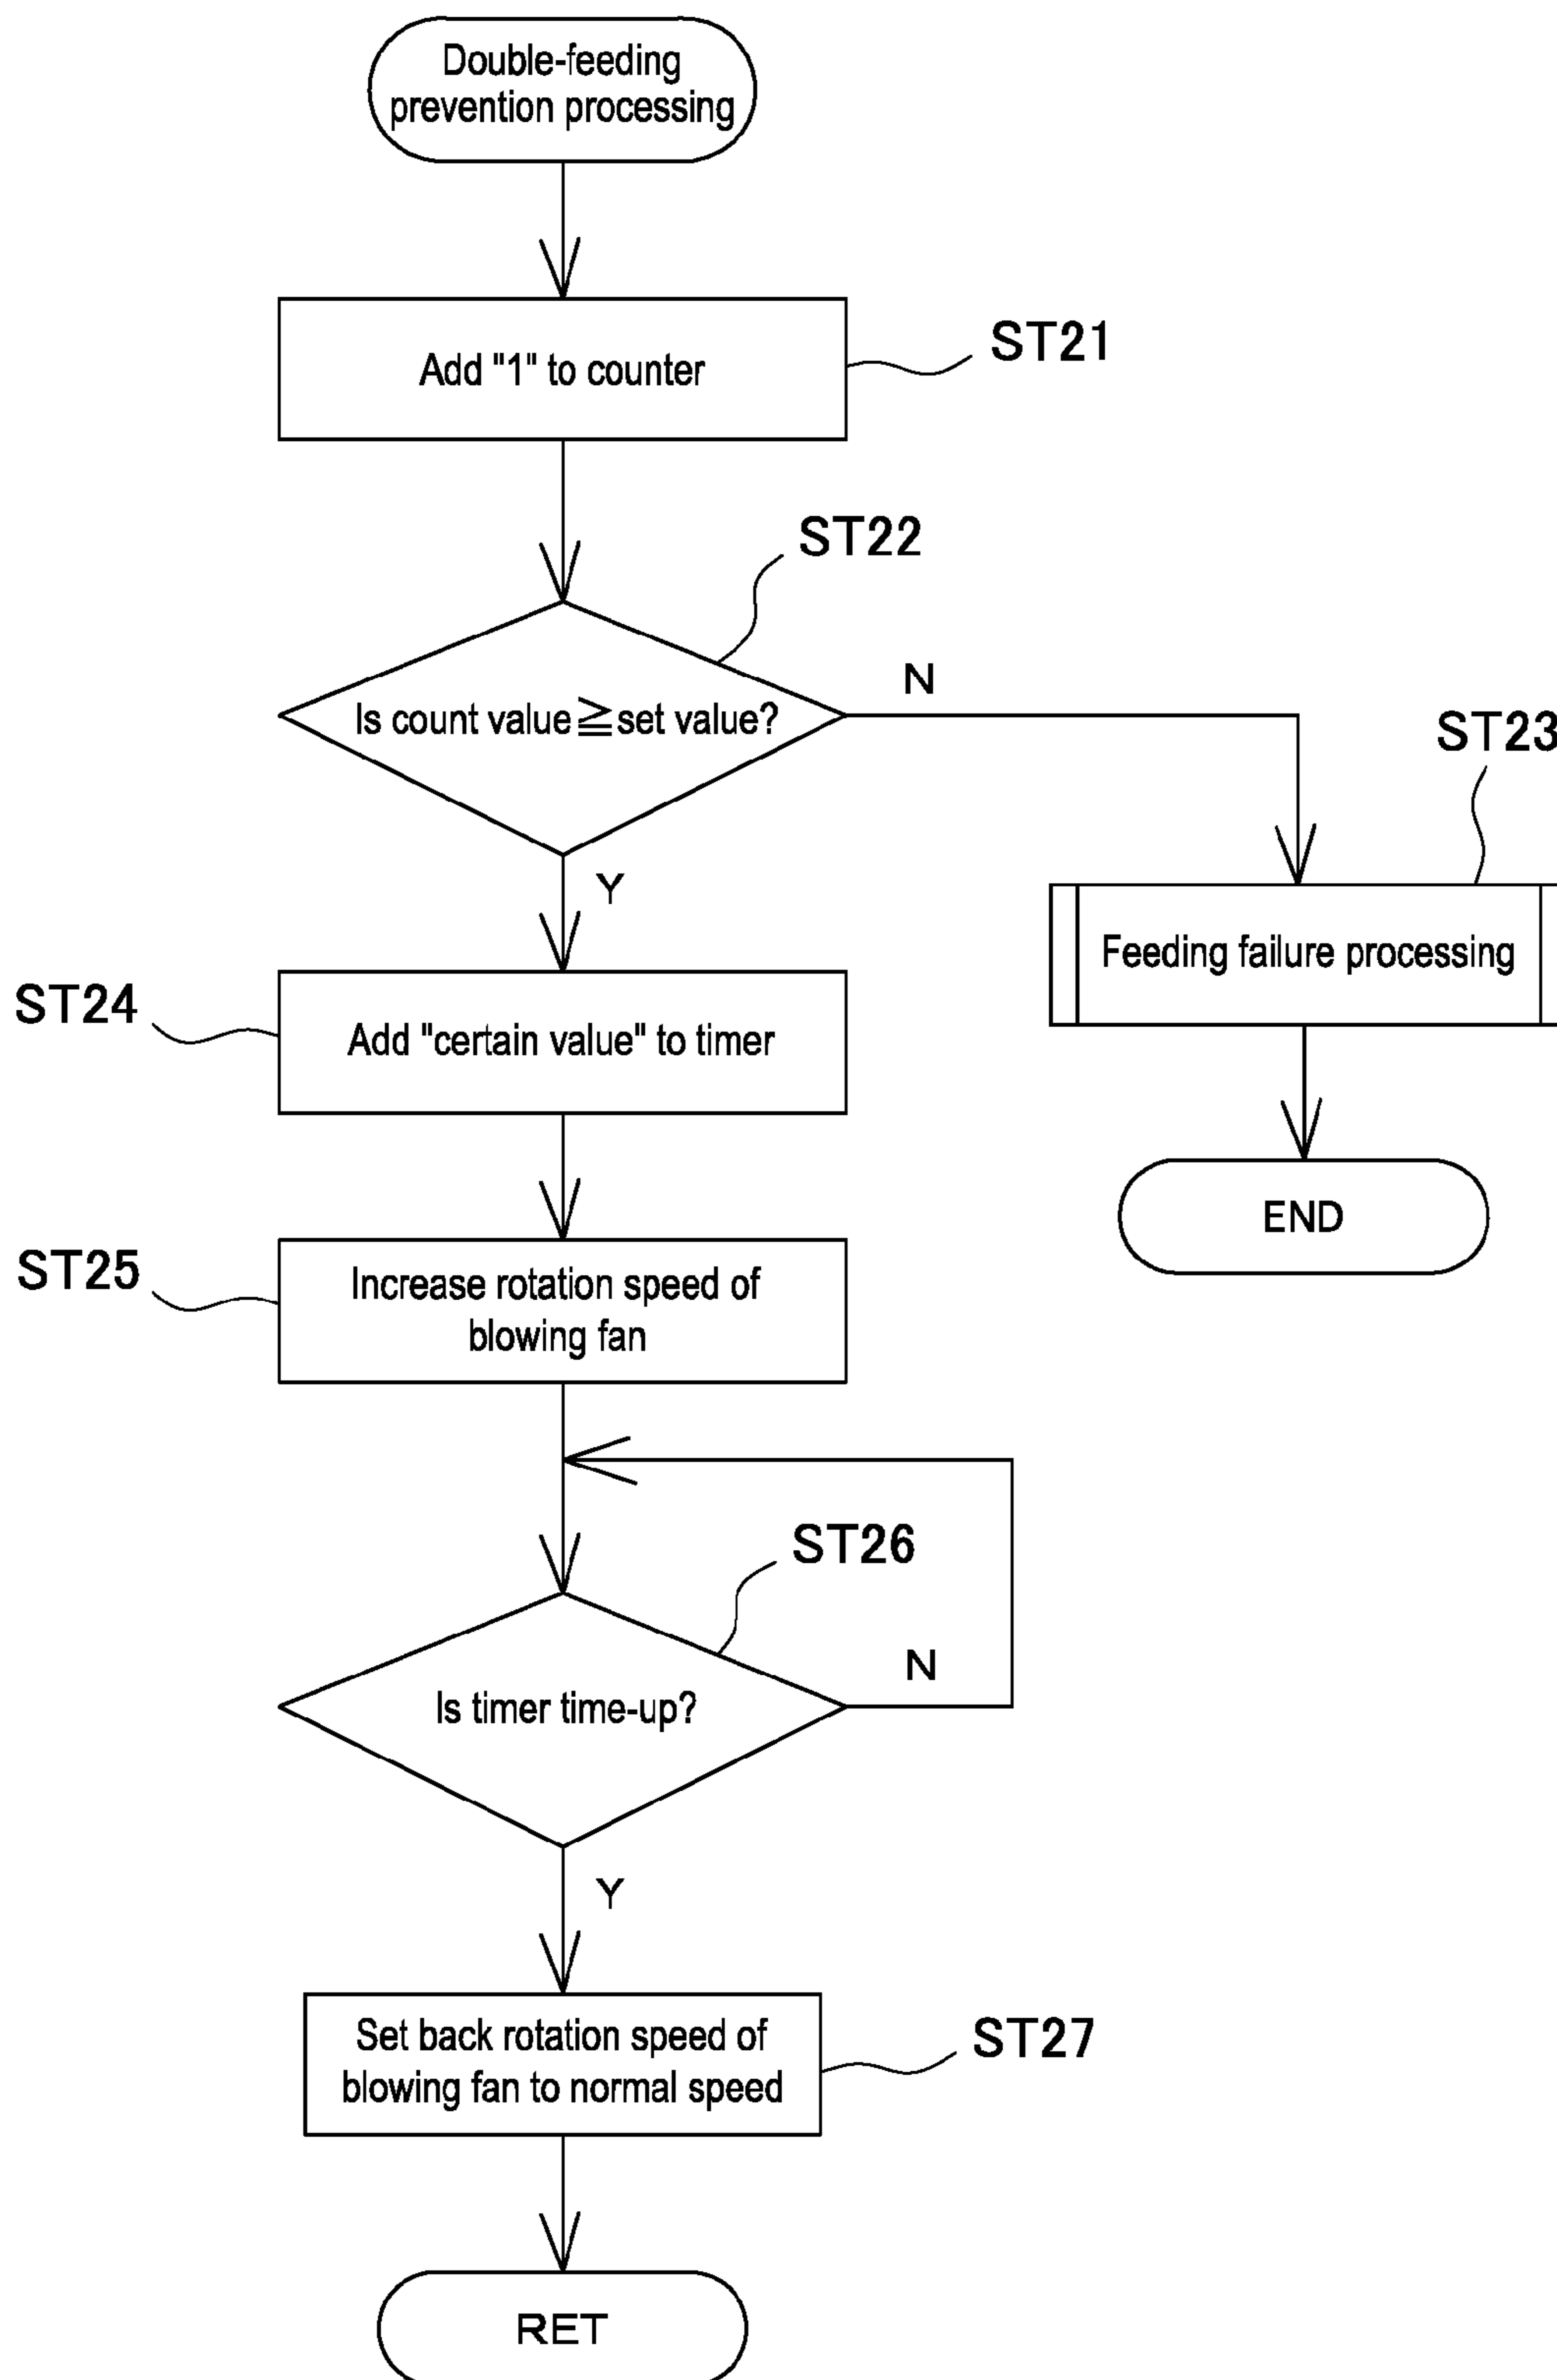 Double-feeding
prevention processing
Add "1" to counter
ST21
ST22
Is count value≧set value?
N
Y
ST23
Feeding failure processing
END
ST24
Add "certain value" to timer
ST25
Increase rotation speed of
blowing fan
ST26
Is timer time-up?
N
Y
Set back rotation speed of
blowing fan to normal speed
ST27
RET